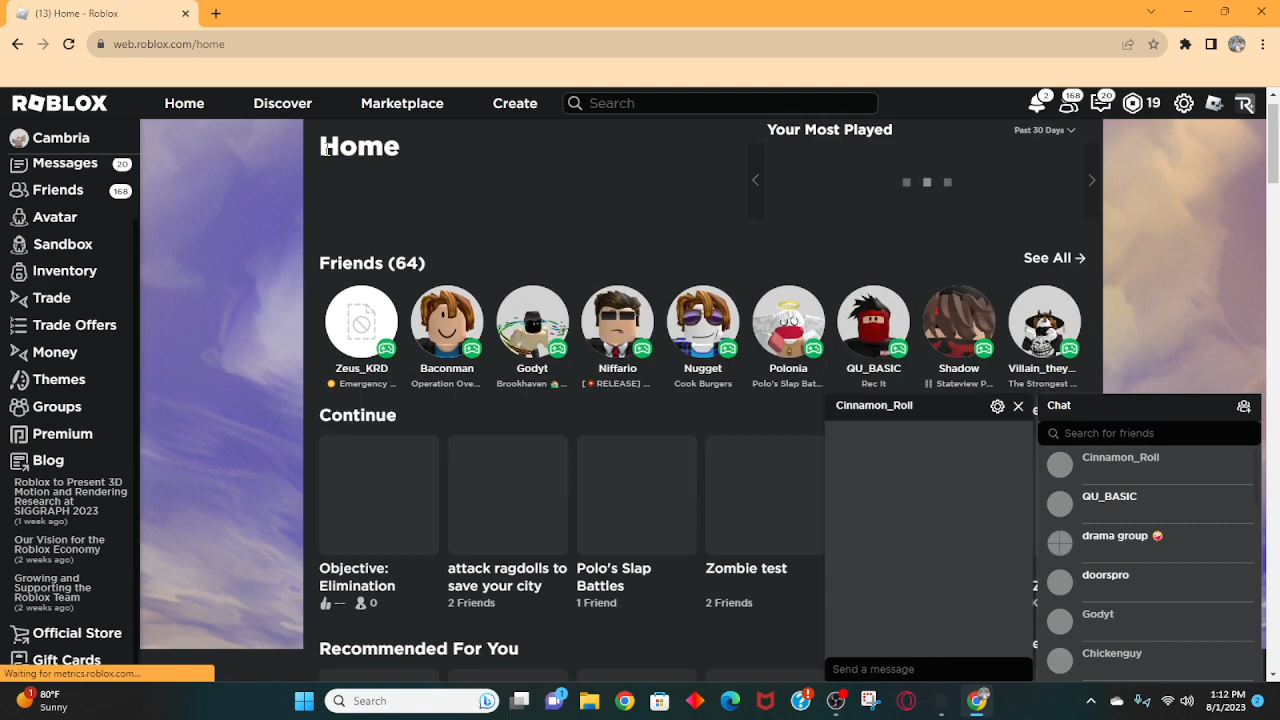 (13) Home - Roblox
web.roblox.com/home
ROBLOX
Home
Discover
Marketplace
Create
Search
2
168
20
19
Cambria
Messages 20
Friends 168
Avatar
Sandbox
Inventory
Trade
Trade Offers
Money
Themes
Groups
Premium
Blog
Roblox to Present 3D
Motion and Rendering
Research at
SIGGRAPH 2023
(1 week ago)
Our Vision for the
Roblox Economy
(2 weeks ago)
Growing and
Supporting the
Roblox Team
(2 weeks ago)
Official Store
Gift Cards
Waiting for metrics.roblox.com...
Home
Your Most Played
Past 30 Days
Friends (64)
See All
Zeus_KRD
Emergency ...
Baconman
Operation Ove...
Godyt
Brookhaven ...
Niffario
[💥RELEASE] ...
Nugget
Cook Burgers
Polonia
Polo's Slap Bat...
QU_BASIC
Rec It
Shadow
Stateview P...
Villain_they...
The Strongest ...
Continue
Objective:
Elimination
-- 0
attack ragdolls to
save your city
2 Friends
Polo's Slap
Battles
1 Friend
Zombie test
2 Friends
Recommended For You
Cinnamon_Roll
Send a message
Chat
Search for friends
Cinnamon_Roll
QU_BASIC
drama group 🤪
doorspro
Godyt
Chickenguy
1
80°F
Sunny
Search
1
1:12 PM
8/1/2023
2